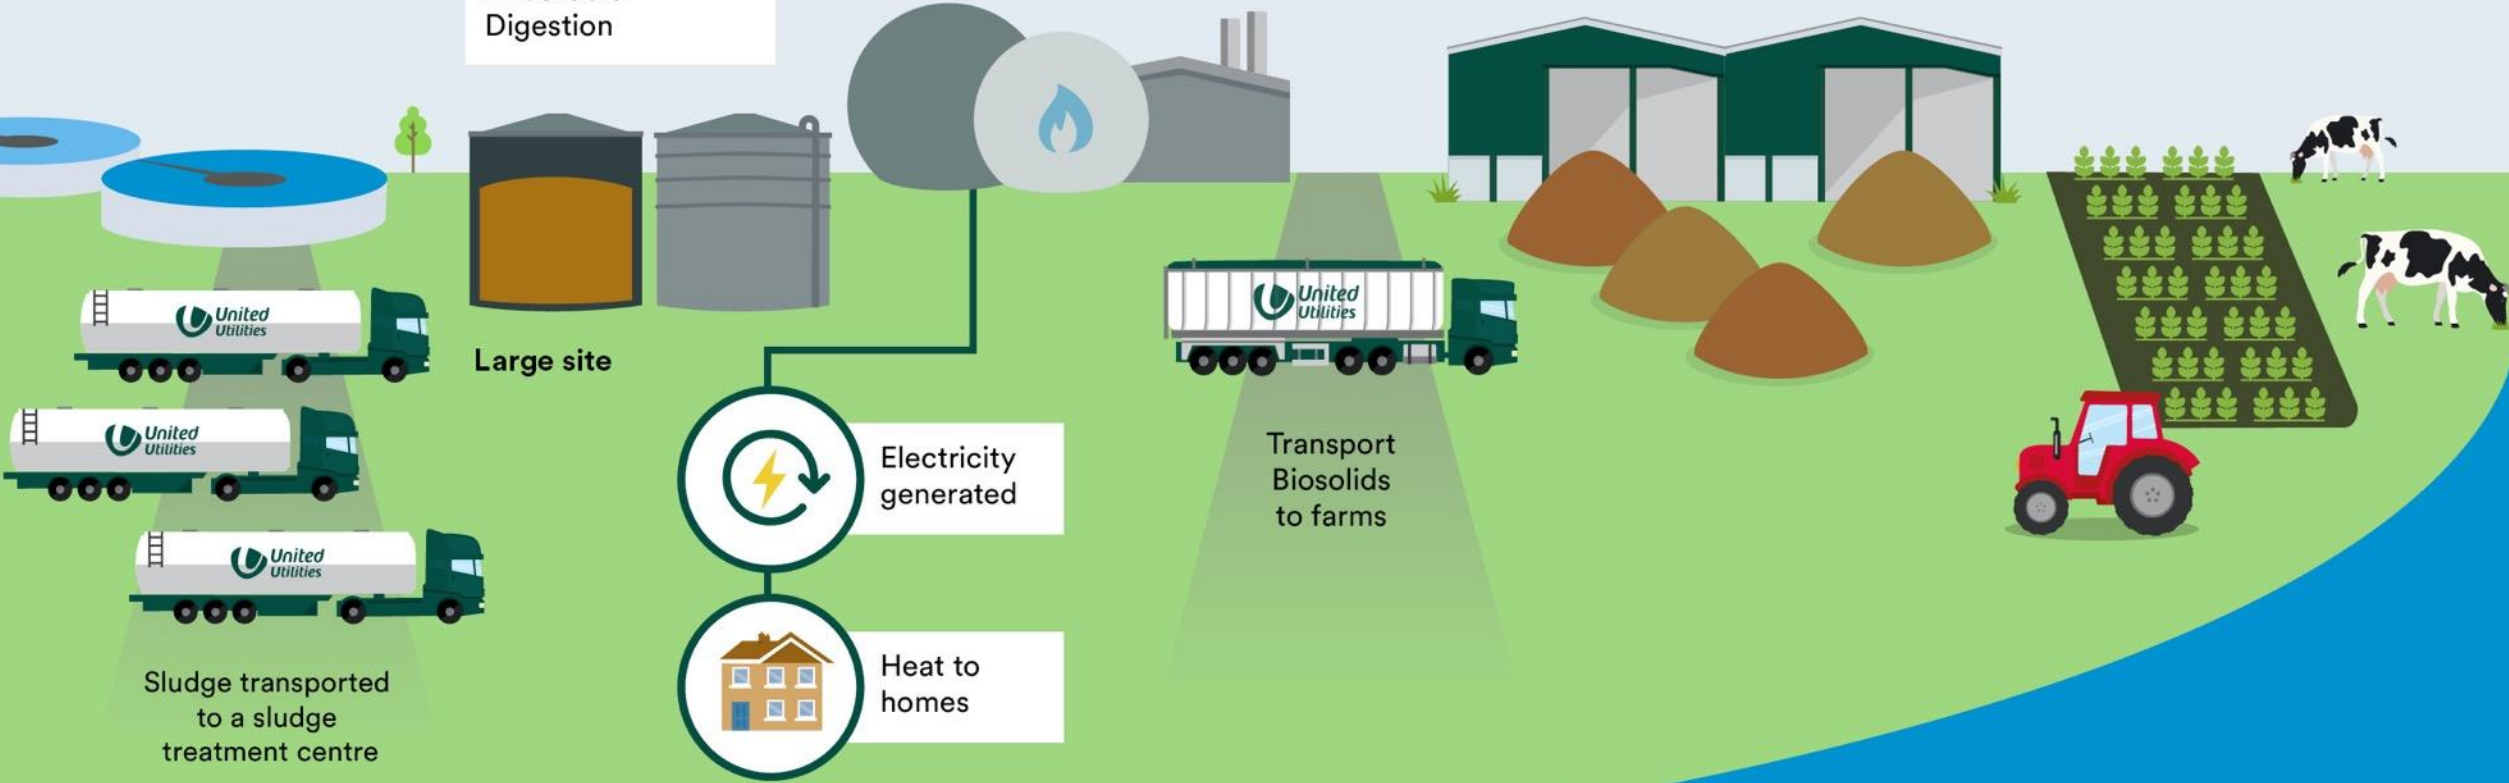 Digestion
United
Utilities
United
Utilities
Large site
United
Utilities
United
Utilities
Electricity
generated
Transport
Biosolids
to farms
Sludge transported
to a sludge
treatment centre
Heat to
homes